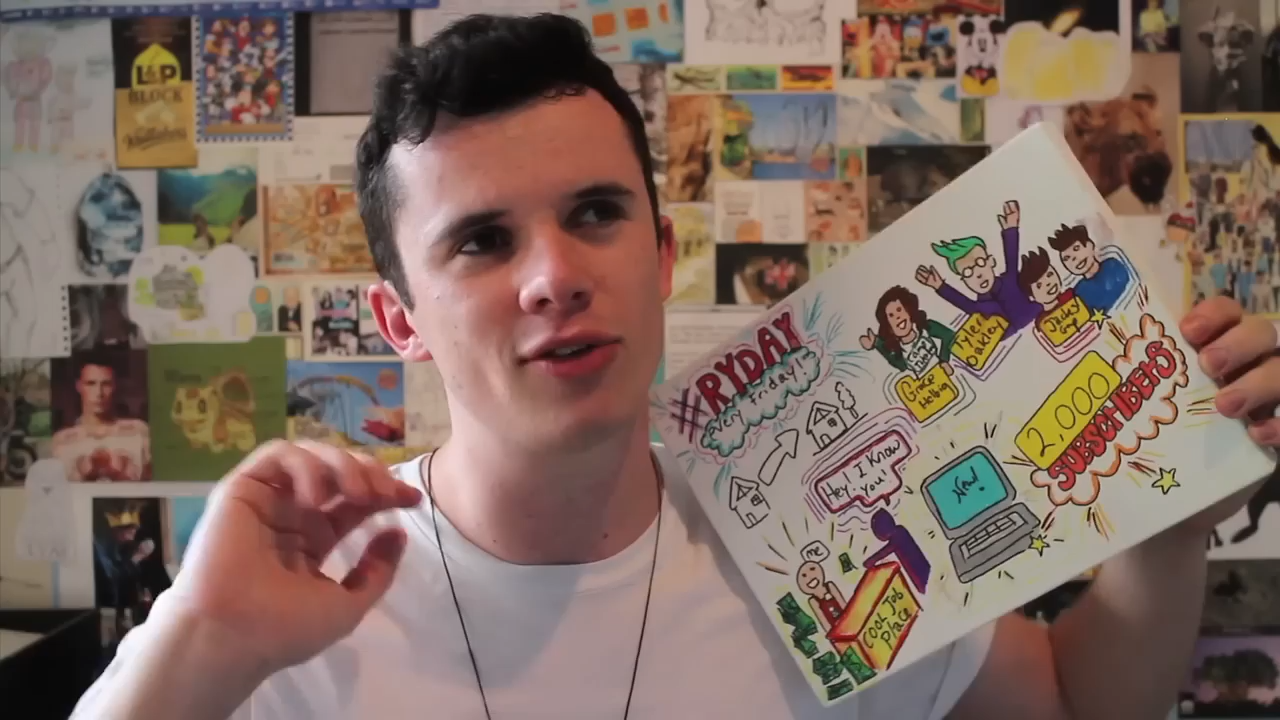 L&P
BLOCK
Whittaker's
#RYDAY
every friday!
Grace
Helbig
Tyler
Oakley
Jacks
Gap
2,000
SUBSCRIBERS
Hey! I Know
you!
New!
me
COOL Job
Place